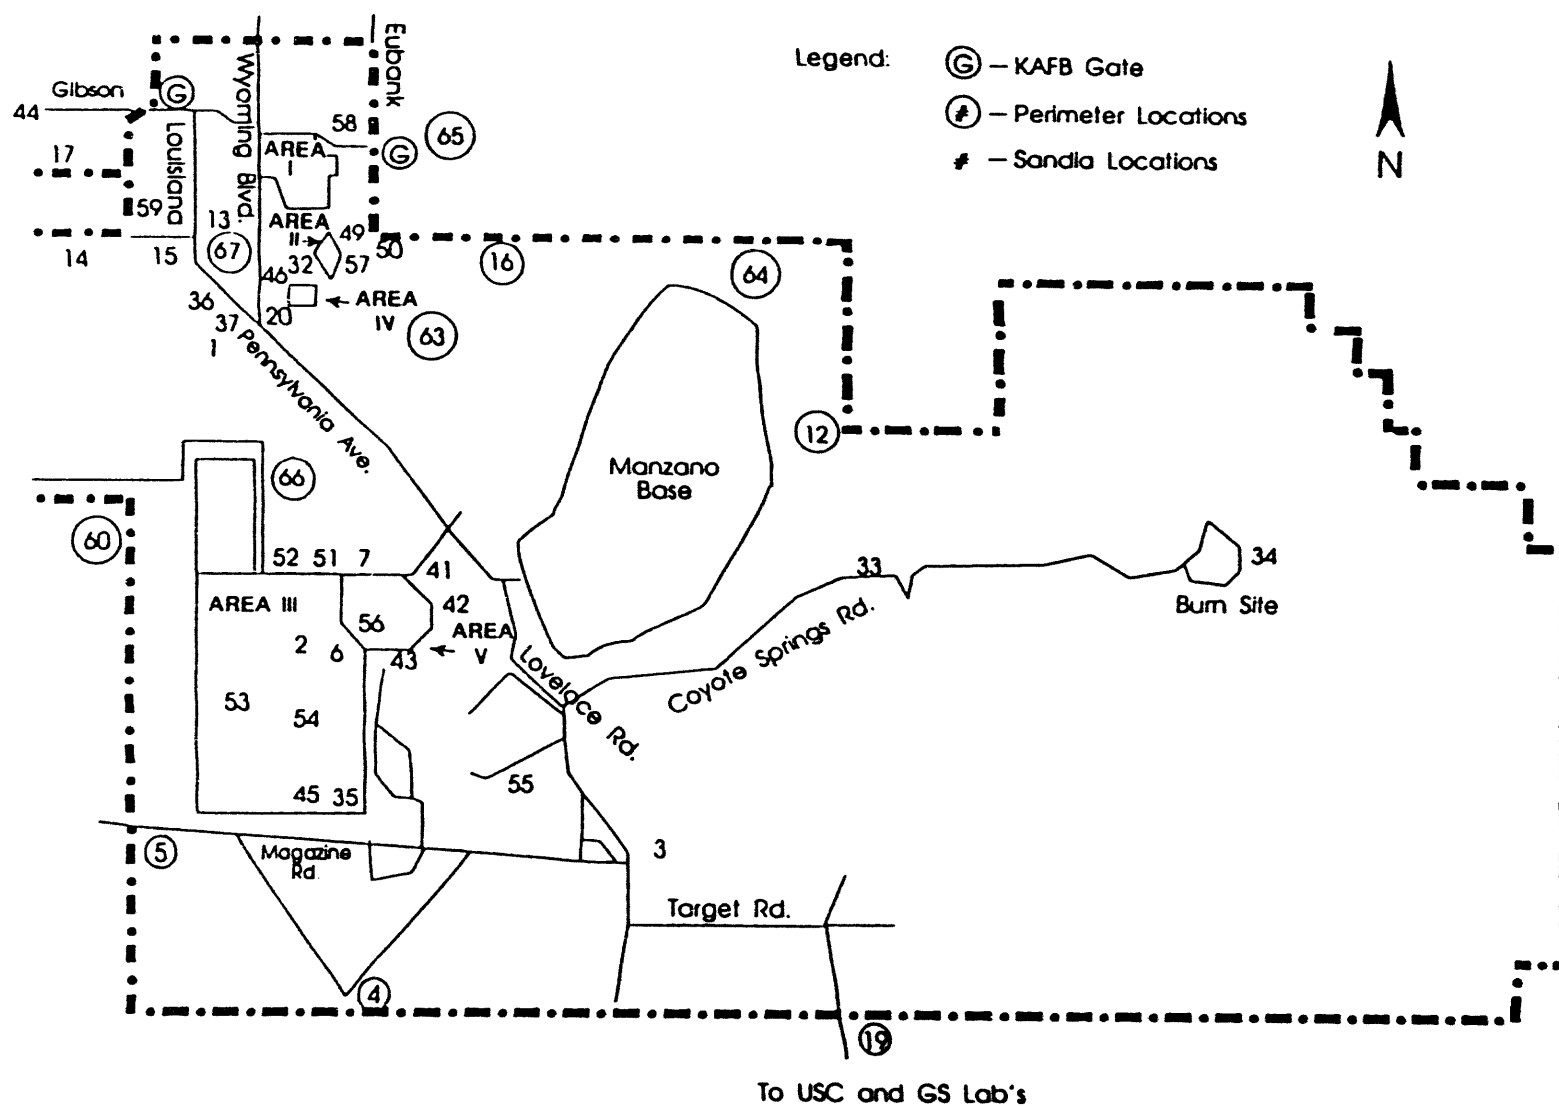 Eubank
Legend:
G – KAFB Gate
# – Perimeter Locations
# – Sandia Locations
N
Gibson
G
Wyoming Blvd.
44
58
65
G
17
Louisiana
AREA
I
59
13
AREA
II
49
50
14
15
67
32
57
16
64
46
36
20
AREA
IV
63
37
1
Pennsylvania Ave.
12
Manzano
Base
66
60
52
51
7
41
33
34
AREA III
42
Burn Site
56
AREA
V
2
6
43
Lovelace Rd.
Coyote Springs Rd.
53
54
55
45
35
5
Magazine
Rd
3
Target Rd.
4
19
To USC and GS Lab's